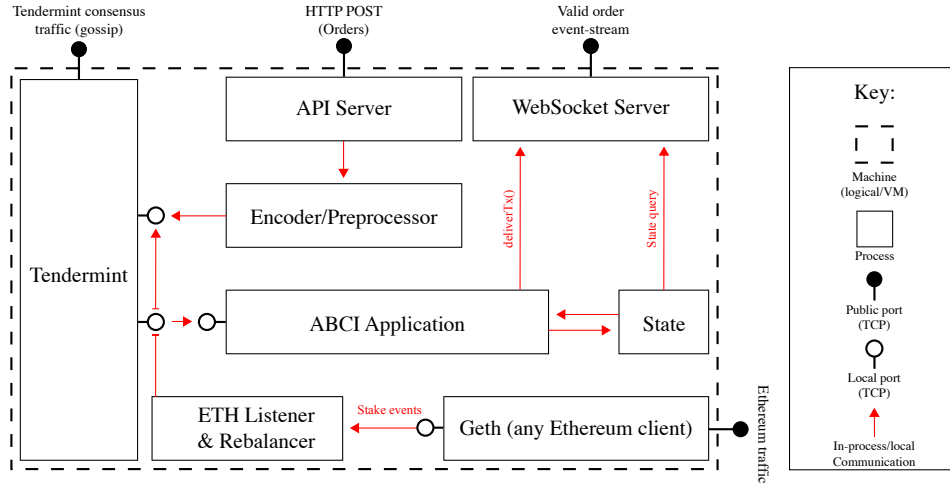 Tendermint consensus
traffic (gossip)
HTTP POST
(Orders)
Valid order
event-stream
API Server
WebSocket Server
Encoder/Preprocessor
deliverTx()
State query
Tendermint
ABCI Application
State
ETH Listener
& Rebalancer
Stake events
Geth (any Ethereum client)
Ethereum traffic
Key:
Machine
(logical/VM)
Process
Public port
(TCP)
Local port
(TCP)
In-process/local
Communication